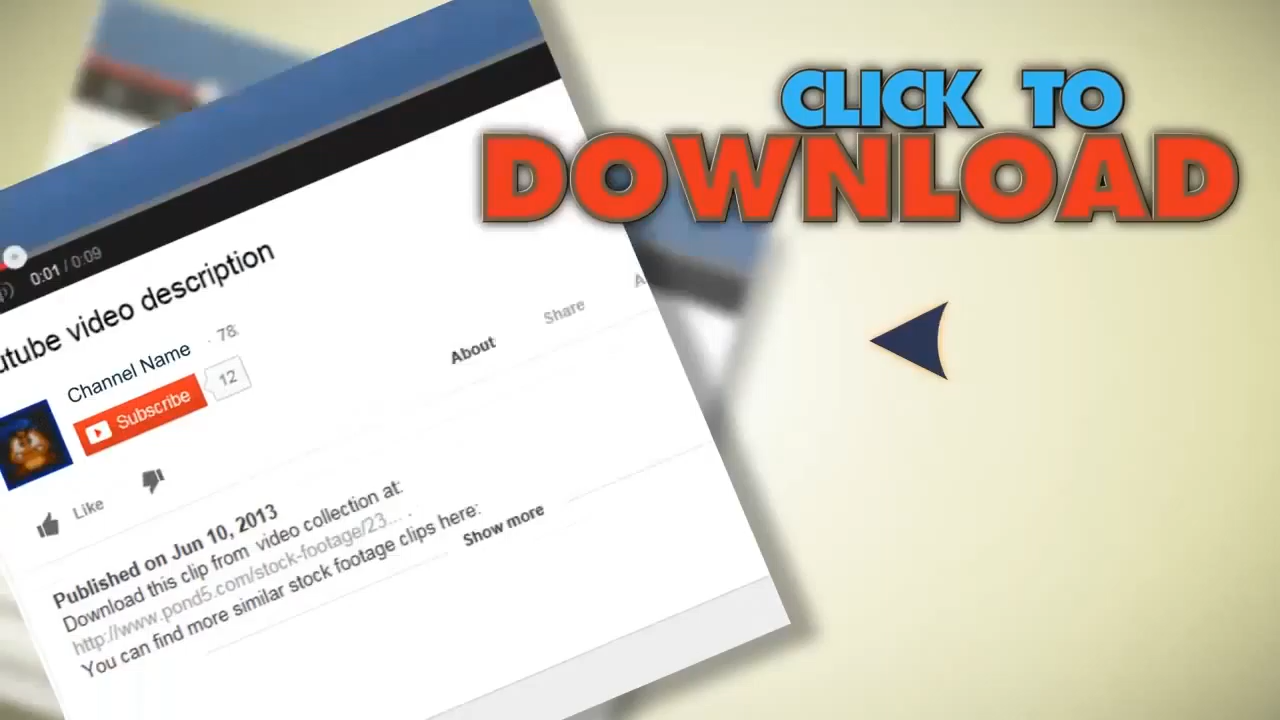 CLICK TO
DOWNLOAD
0:01 / 0:09
video description
Channel Name
78
Subscribe
12
About
Share
Like
Published on Jun 10, 2013
Download this clip from video collection at:
http://www.pond5.com/stock-footage/23... .
You can find more similar stock footage clips here:
Show more